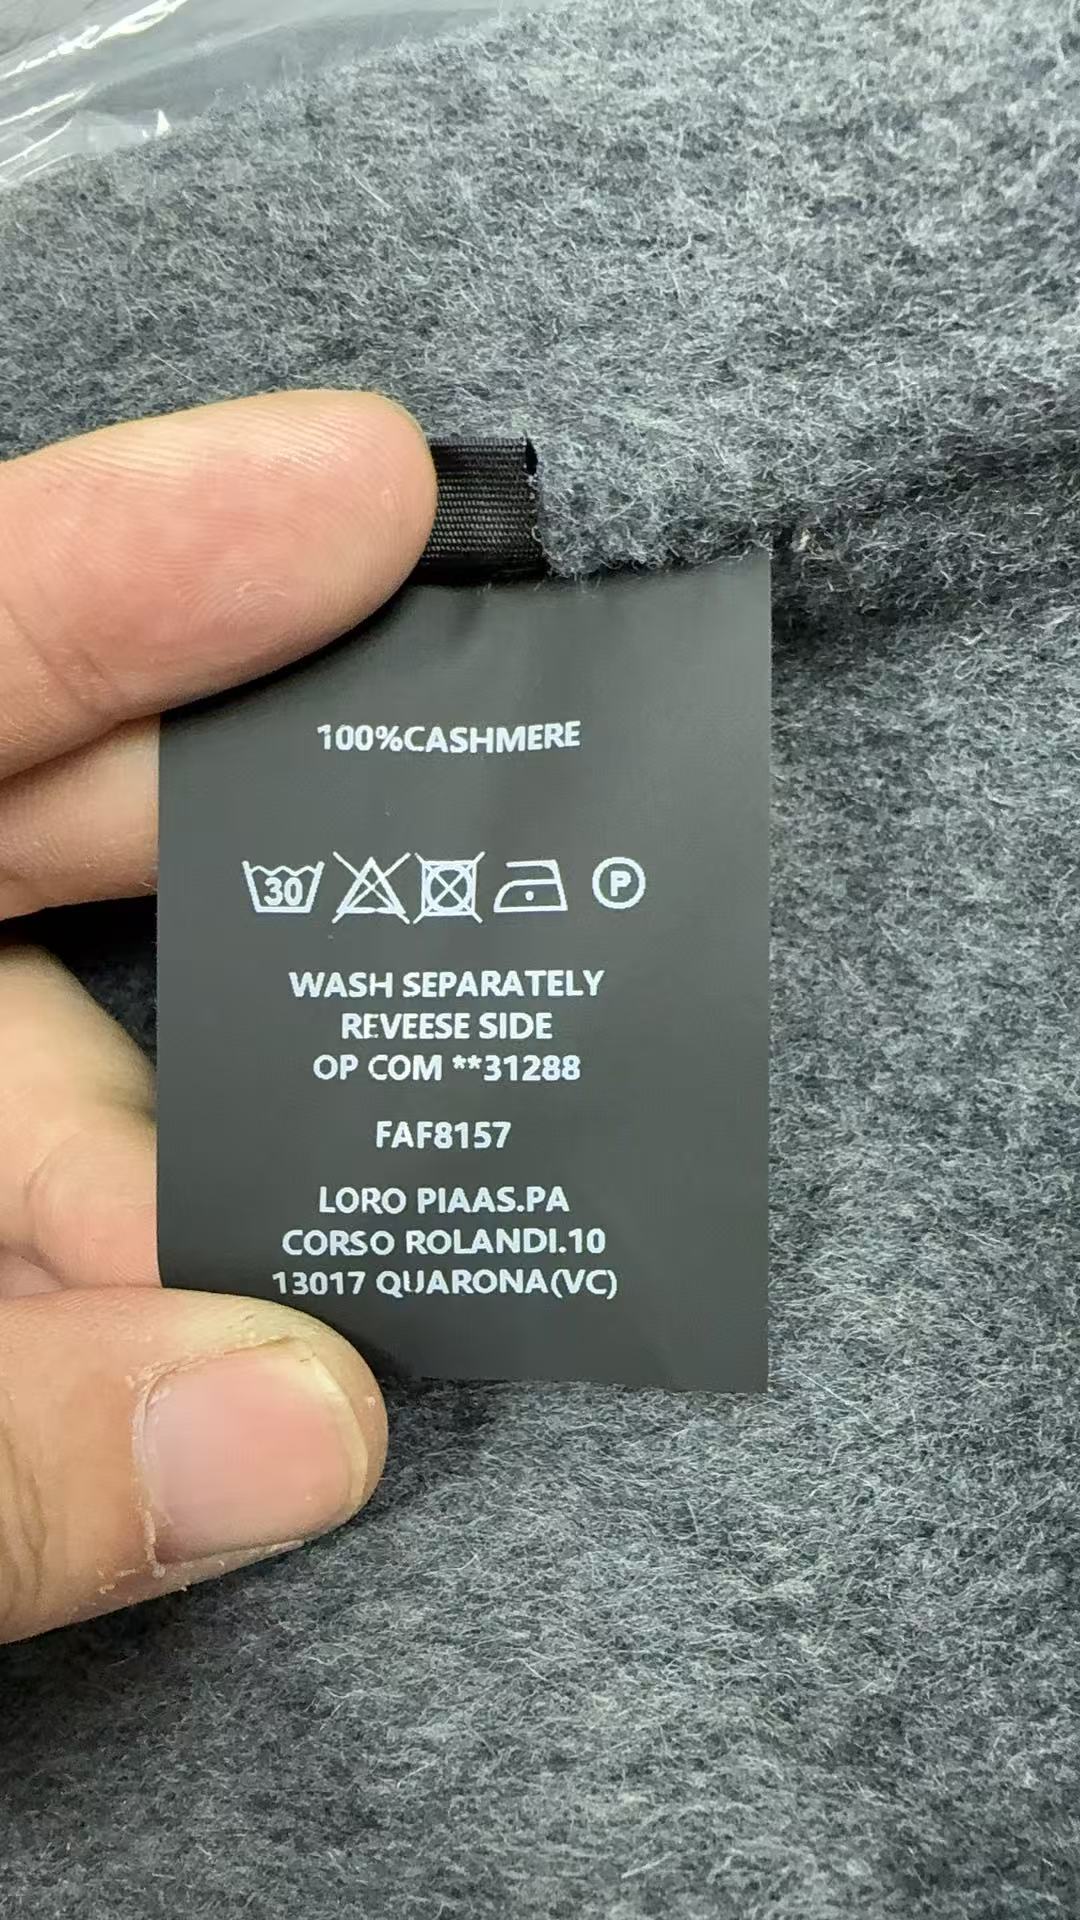 100%CASHMERE
30
P
WASH SEPARATELY
REVEESE SIDE
OP COM **31288
FAF8157
LORO PIAAS.PA
CORSO ROLANDI.10
13017 QUARONA(VC)